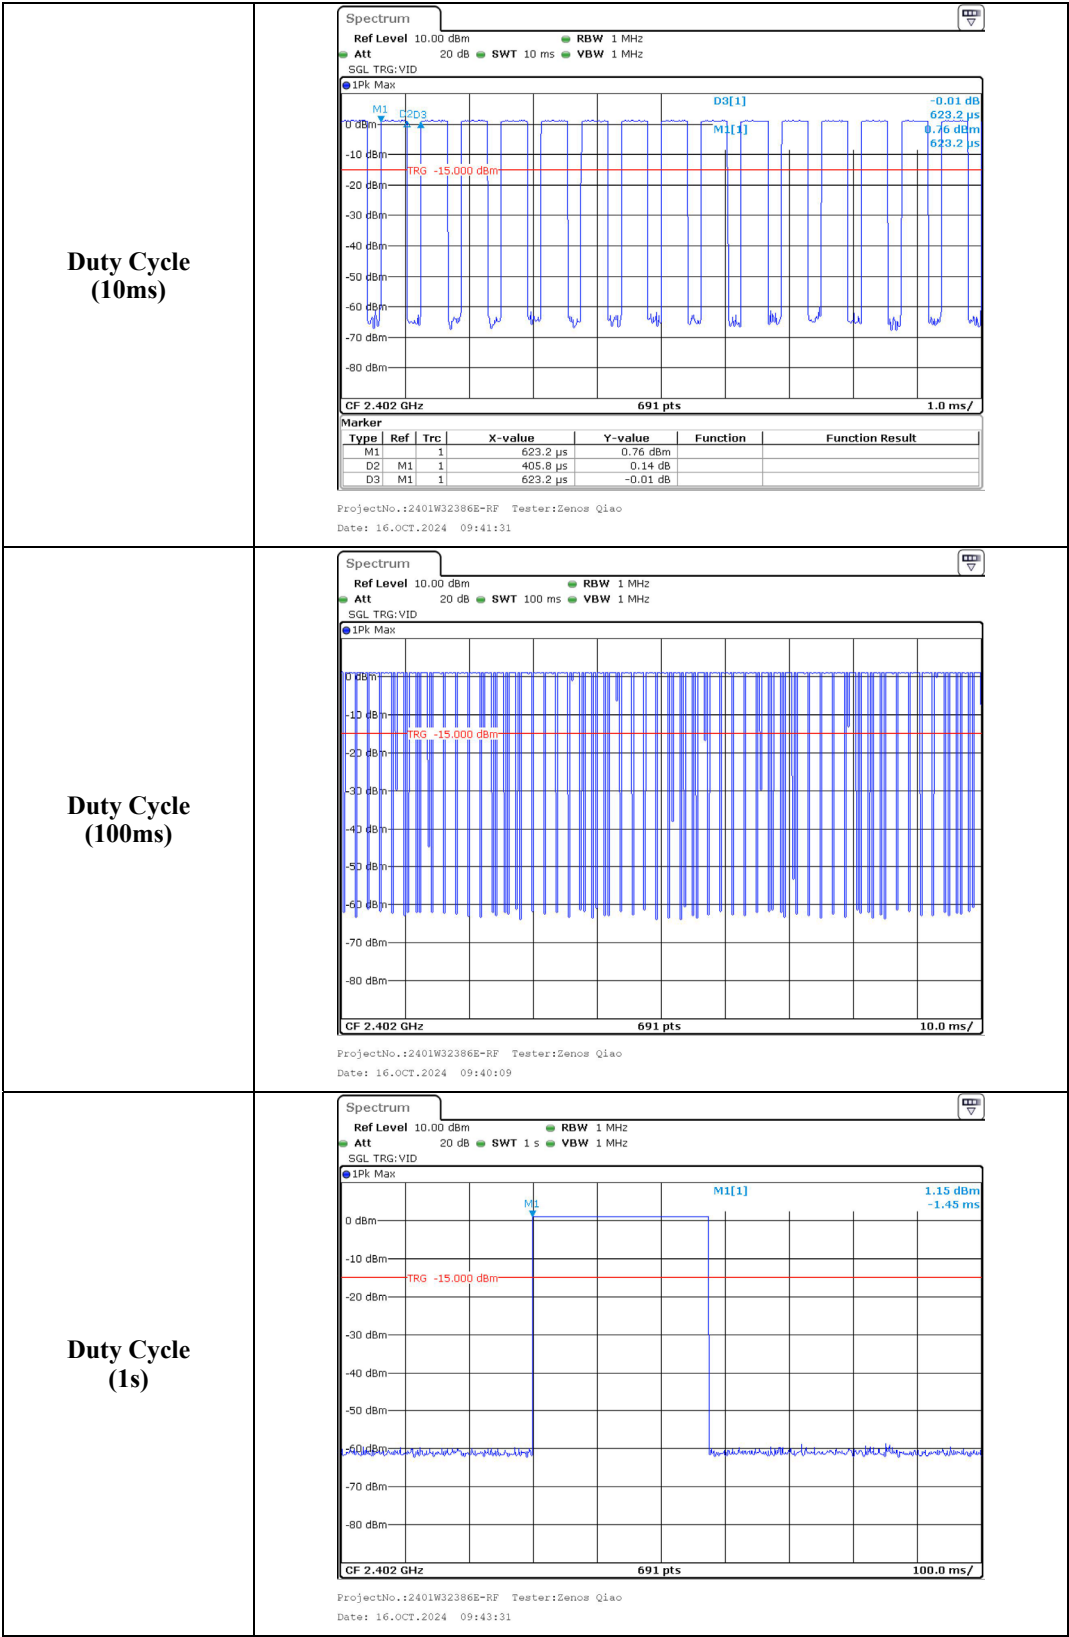 Duty Cycle
(10ms)
Spectrum
Ref Level 10.00 dBm RBW 1 MHz
Att 20 dB SWT 10 ms VBW 1 MHz
SGL TRG:VID
1Pk Max
D3[1] -0.01 dB
623.2 µs
M1[1] 0.76 dBm
623.2 µs
M1 D2 D3
0 dBm
-10 dBm
TRG -15.000 dBm
-20 dBm
-30 dBm
-40 dBm
-50 dBm
-60 dBm
-70 dBm
-80 dBm
CF 2.402 GHz 691 pts 1.0 ms/
Marker
Type Ref Trc X-value Y-value Function Function Result
M1 1 623.2 µs 0.76 dBm
D2 M1 1 405.8 µs 0.14 dB
D3 M1 1 623.2 µs -0.01 dB
ProjectNo.:2401W32386E-RF Tester:Zenos Qiao
Date: 16.OCT.2024 09:41:31
Duty Cycle
(100ms)
Spectrum
Ref Level 10.00 dBm RBW 1 MHz
Att 20 dB SWT 100 ms VBW 1 MHz
SGL TRG:VID
1Pk Max
0 dBm
-10 dBm
TRG -15.000 dBm
-20 dBm
-30 dBm
-40 dBm
-50 dBm
-60 dBm
-70 dBm
-80 dBm
CF 2.402 GHz 691 pts 10.0 ms/
ProjectNo.:2401W32386E-RF Tester:Zenos Qiao
Date: 16.OCT.2024 09:40:09
Duty Cycle
(1s)
Spectrum
Ref Level 10.00 dBm RBW 1 MHz
Att 20 dB SWT 1 s VBW 1 MHz
SGL TRG:VID
1Pk Max
M1[1] 1.15 dBm
-1.45 ms
M1
0 dBm
-10 dBm
TRG -15.000 dBm
-20 dBm
-30 dBm
-40 dBm
-50 dBm
-60 dBm
-70 dBm
-80 dBm
CF 2.402 GHz 691 pts 100.0 ms/
ProjectNo.:2401W32386E-RF Tester:Zenos Qiao
Date: 16.OCT.2024 09:43:31